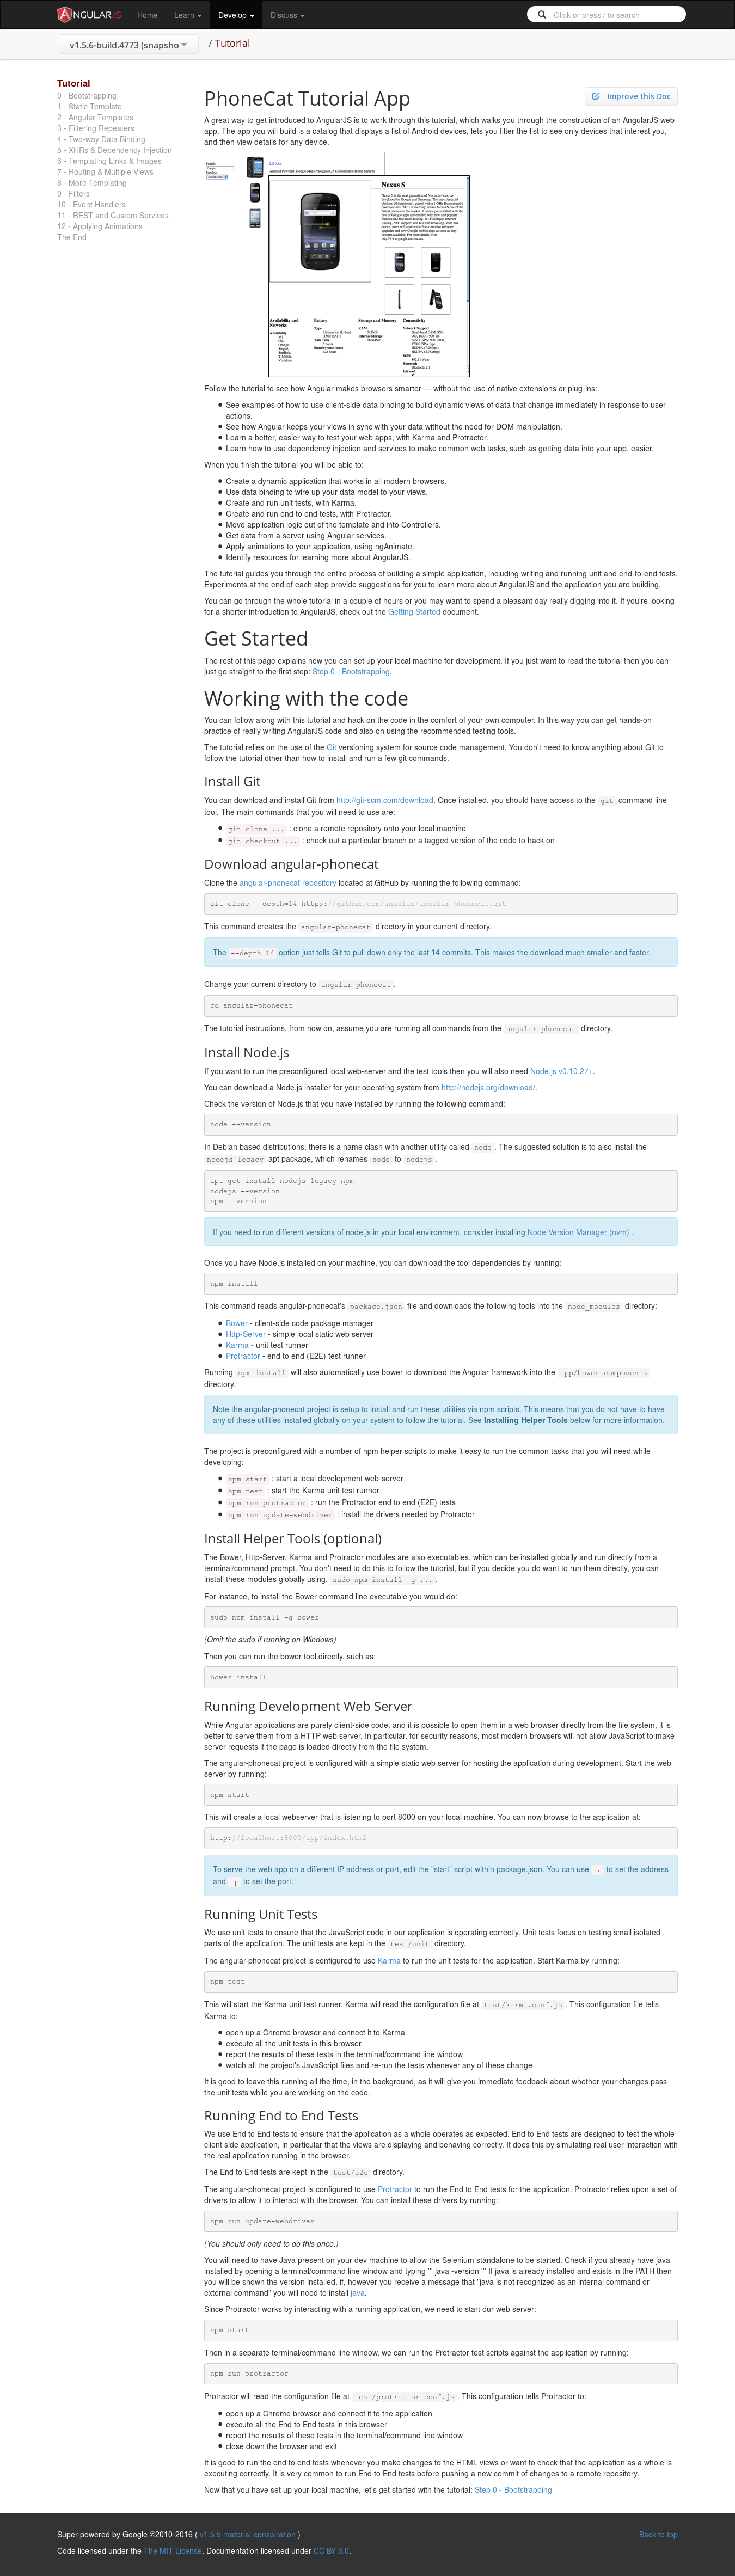 ANGULARJS Home Learn Develop Discuss Click or press / to search
v1.5.6-build.4773 (snapsho / Tutorial
Tutorial
0 - Bootstrapping
1 - Static Template
2 - Angular Templates
3 - Filtering Repeaters
4 - Two-way Data Binding
5 - XHRs & Dependency Injection
6 - Templating Links & Images
7 - Routing & Multiple Views
8 - More Templating
9 - Filters
10 - Event Handlers
11 - REST and Custom Services
12 - Applying Animations
The End
Improve this Doc
PhoneCat Tutorial App
A great way to get introduced to AngularJS is to work through this tutorial, which walks you through the construction of an AngularJS web
app. The app you will build is a catalog that displays a list of Android devices, lets you filter the list to see only devices that interest you,
and then view details for any device.
Search
Nexus S
Availability and Networks
Battery
Storage and Memory
Connectivity
Follow the tutorial to see how Angular makes browsers smarter — without the use of native extensions or plug-ins:
See examples of how to use client-side data binding to build dynamic views of data that change immediately in response to user
actions.
See how Angular keeps your views in sync with your data without the need for DOM manipulation.
Learn a better, easier way to test your web apps, with Karma and Protractor.
Learn how to use dependency injection and services to make common web tasks, such as getting data into your app, easier.
When you finish the tutorial you will be able to:
Create a dynamic application that works in all modern browsers.
Use data binding to wire up your data model to your views.
Create and run unit tests, with Karma.
Create and run end to end tests, with Protractor.
Move application logic out of the template and into Controllers.
Get data from a server using Angular services.
Apply animations to your application, using ngAnimate.
Identify resources for learning more about AngularJS.
The tutorial guides you through the entire process of building a simple application, including writing and running unit and end-to-end tests.
Experiments at the end of each step provide suggestions for you to learn more about AngularJS and the application you are building.
You can go through the whole tutorial in a couple of hours or you may want to spend a pleasant day really digging into it. If you're looking
for a shorter introduction to AngularJS, check out the Getting Started document.
Get Started
The rest of this page explains how you can set up your local machine for development. If you just want to read the tutorial then you can
just go straight to the first step: Step 0 - Bootstrapping.
Working with the code
You can follow along with this tutorial and hack on the code in the comfort of your own computer. In this way you can get hands-on
practice of really writing AngularJS code and also on using the recommended testing tools.
The tutorial relies on the use of the Git versioning system for source code management. You don't need to know anything about Git to
follow the tutorial other than how to install and run a few git commands.
Install Git
You can download and install Git from http://git-scm.com/download. Once installed, you should have access to the git command line
tool. The main commands that you will need to use are:
git clone ... : clone a remote repository onto your local machine
git checkout ... : check out a particular branch or a tagged version of the code to hack on
Download angular-phonecat
Clone the angular-phonecat repository located at GitHub by running the following command:
git clone --depth=14 https://github.com/angular/angular-phonecat.git
This command creates the angular-phonecat directory in your current directory.
The --depth=14 option just tells Git to pull down only the last 14 commits. This makes the download much smaller and faster.
Change your current directory to angular-phonecat.
cd angular-phonecat
The tutorial instructions, from now on, assume you are running all commands from the angular-phonecat directory.
Install Node.js
If you want to run the preconfigured local web-server and the test tools then you will also need Node.js v0.10.27+.
You can download a Node.js installer for your operating system from http://nodejs.org/download/.
Check the version of Node.js that you have installed by running the following command:
node --version
In Debian based distributions, there is a name clash with another utility called node. The suggested solution is to also install the
nodejs-legacy apt package, which renames node to nodejs.
apt-get install nodejs-legacy npm
nodejs --version
npm --version
If you need to run different versions of node.js in your local environment, consider installing Node Version Manager (nvm) .
Once you have Node.js installed on your machine, you can download the tool dependencies by running:
npm install
This command reads angular-phonecat's package.json file and downloads the following tools into the node_modules directory:
Bower - client-side code package manager
Http-Server - simple local static web server
Karma - unit test runner
Protractor - end to end (E2E) test runner
Running npm install will also automatically use bower to download the Angular framework into the app/bower_components
directory.
Note the angular-phonecat project is setup to install and run these utilities via npm scripts. This means that you do not have to have
any of these utilities installed globally on your system to follow the tutorial. See Installing Helper Tools below for more information.
The project is preconfigured with a number of npm helper scripts to make it easy to run the common tasks that you will need while
developing:
npm start : start a local development web-server
npm test : start the Karma unit test runner
npm run protractor : run the Protractor end to end (E2E) tests
npm run update-webdriver : install the drivers needed by Protractor
Install Helper Tools (optional)
The Bower, Http-Server, Karma and Protractor modules are also executables, which can be installed globally and run directly from a
terminal/command prompt. You don't need to do this to follow the tutorial, but if you decide you do want to run them directly, you can
install these modules globally using, sudo npm install -g ....
For instance, to install the Bower command line executable you would do:
sudo npm install -g bower
(Omit the sudo if running on Windows)
Then you can run the bower tool directly, such as:
bower install
Running Development Web Server
While Angular applications are purely client-side code, and it is possible to open them in a web browser directly from the file system, it is
better to serve them from a HTTP web server. In particular, for security reasons, most modern browsers will not allow JavaScript to make
server requests if the page is loaded directly from the file system.
The angular-phonecat project is configured with a simple static web server for hosting the application during development. Start the web
server by running:
npm start
This will create a local webserver that is listening to port 8000 on your local machine. You can now browse to the application at:
http://localhost:8000/app/index.html
To serve the web app on a different IP address or port, edit the "start" script within package.json. You can use -a to set the address
and -p to set the port.
Running Unit Tests
We use unit tests to ensure that the JavaScript code in our application is operating correctly. Unit tests focus on testing small isolated
parts of the application. The unit tests are kept in the test/unit directory.
The angular-phonecat project is configured to use Karma to run the unit tests for the application. Start Karma by running:
npm test
This will start the Karma unit test runner. Karma will read the configuration file at test/karma.conf.js. This configuration file tells
Karma to:
open up a Chrome browser and connect it to Karma
execute all the unit tests in this browser
report the results of these tests in the terminal/command line window
watch all the project's JavaScript files and re-run the tests whenever any of these change
It is good to leave this running all the time, in the background, as it will give you immediate feedback about whether your changes pass
the unit tests while you are working on the code.
Running End to End Tests
We use End to End tests to ensure that the application as a whole operates as expected. End to End tests are designed to test the whole
client side application, in particular that the views are displaying and behaving correctly. It does this by simulating real user interaction with
the real application running in the browser.
The End to End tests are kept in the test/e2e directory.
The angular-phonecat project is configured to use Protractor to run the End to End tests for the application. Protractor relies upon a set of
drivers to allow it to interact with the browser. You can install these drivers by running:
npm run update-webdriver
(You should only need to do this once.)
You will need to have Java present on your dev machine to allow the Selenium standalone to be started. Check if you already have java
installed by opening a terminal/command line window and typing ''' java -version ''' If java is already installed and exists in the PATH then
you will be shown the version installed, if, however you receive a message that "java is not recognized as an internal command or
external command" you will need to install java.
Since Protractor works by interacting with a running application, we need to start our web server:
npm start
Then in a separate terminal/command line window, we can run the Protractor test scripts against the application by running:
npm run protractor
Protractor will read the configuration file at test/protractor-conf.js. This configuration tells Protractor to:
open up a Chrome browser and connect it to the application
execute all the End to End tests in this browser
report the results of these tests in the terminal/command line window
close down the browser and exit
It is good to run the end to end tests whenever you make changes to the HTML views or want to check that the application as a whole is
executing correctly. It is very common to run End to End tests before pushing a new commit of changes to a remote repository.
Now that you have set up your local machine, let's get started with the tutorial: Step 0 - Bootstrapping
Super-powered by Google ©2010-2016 ( v1.5.5 material-conspiration ) Back to top
Code licensed under the The MIT License. Documentation licensed under CC BY 3.0.